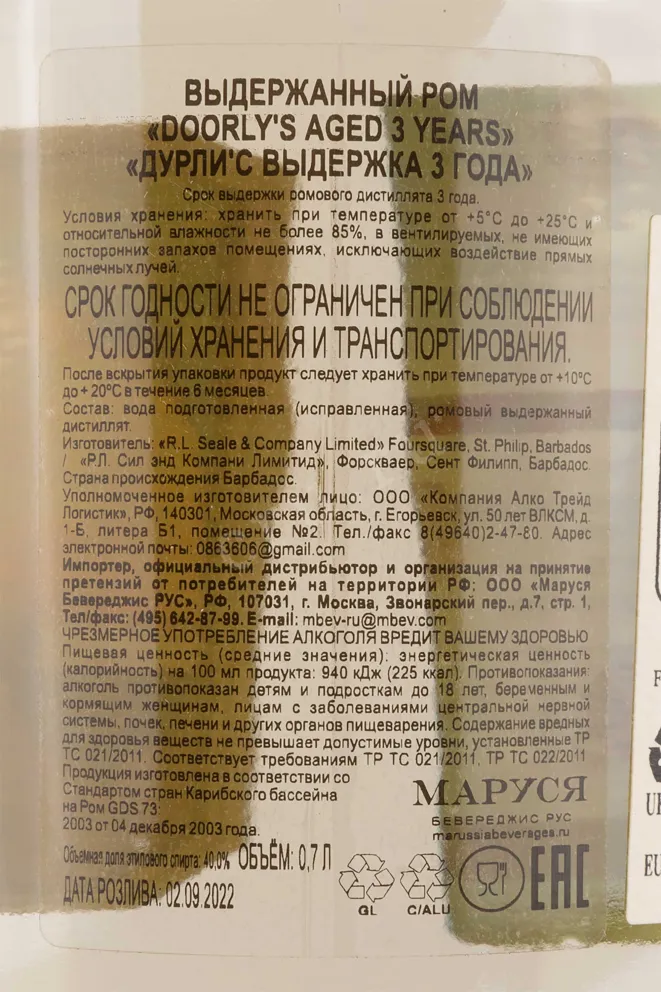 ВЫДЕРЖАННЫЙ РОМ
«DOORLY'S AGED 3 YEARS»
«ДУРЛИ'С ВЫДЕРЖКА 3 ГОДА»
Срок выдержки ромового дистиллята 3 года.
Условия хранения: хранить при температуре от +5°С до +25°С и
относительной влажности не более 85%, в вентилируемых, не имеющих
посторонних запахов помещениях, исключающих воздействие прямых
солнечных лучей.
СРОК ГОДНОСТИ НЕ ОГРАНИЧЕН ПРИ СОБЛЮДЕНИИ
УСЛОВИЙ ХРАНЕНИЯ И ТРАНСПОРТИРОВАНИЯ.
После вскрытия упаковки продукт следует хранить при температуре от +10°С
до + 20°С в течение 6 месяцев.
Состав: вода подготовленная (исправленная), ромовый выдержанный
дистиллят.
Изготовитель: «R.L. Seale & Company Limited» Foursquare, St. Philip, Barbados
/ «Р.Л. Сил энд Компани Лимитид», Форскваер, Сент Филипп, Барбадос.
Страна происхождения Барбадос.
Уполномоченное изготовителем лицо: ООО «Компания Алко Трейд
Логистик», РФ, 140301, Московская область, г. Егорьевск, ул. 50 лет ВЛКСМ, д.
1-Б, литера Б1, помещение №2. Тел./факс 8(49640)2-47-80. Адрес
электронной почты: 0863606@gmail.com
Импортер, официальный дистрибьютор и организация на принятие
претензий от потребителей на территории РФ: ООО «Маруся
Бевереджис РУС», РФ, 107031, г. Москва, Звонарский пер., д.7, стр. 1,
Тел/факс: (495) 642-87-99. E-mail: mbev-ru@mbev.com.
ЧРЕЗМЕРНОЕ УПОТРЕБЛЕНИЕ АЛКОГОЛЯ ВРЕДИТ ВАШЕМУ ЗДОРОВЬЮ
Пищевая ценность (средние значения): энергетическая ценность
(калорийность) на 100 мл продукта: 940 кДж (225 ккал). Противопоказания:
алкоголь противопоказан детям и подросткам до 18 лет, беременным и
кормящим женщинам, лицам с заболеваниями центральной нервной
системы, почек, печени и других органов пищеварения. Содержание вредных
для здоровья веществ не превышает допустимые уровни, установленные ТР
ТС 021/2011. Соответствует требованиям ТР ТС 021/2011, ТР ТС 022/2011
Продукция изготовлена в соответствии со
Стандартом стран Карибского бассейна
на Ром GDS 73:
2003 от 04 декабря 2003 года.
МАРУСЯ
БЕВЕРЕДЖИС РУС
marussiabeverages.ru
Объемная доля этилового спирта: 40,0% ОБЪЁМ: 0,7 Л
ДАТА РОЗЛИВА: 02.09.2022
GL
C/ALU
EAC